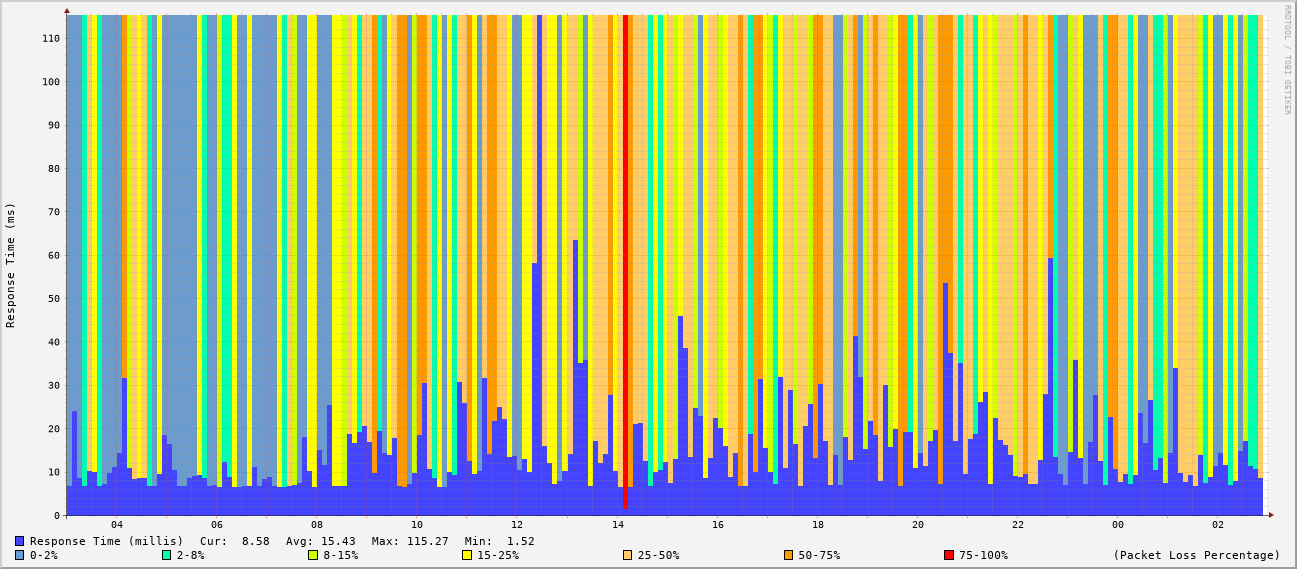 RRDTOOL / TOBI OETIKER
Response Time (ms)
110
100
90
80
70
60
50
40
30
20
10
0
04 06 08 10 12 14 16 18 20 22 00 02
Response Time (millis) Cur: 8.58 Avg: 15.43 Max: 115.27 Min: 1.52
0-2% 2-8% 8-15% 15-25% 25-50% 50-75% 75-100% (Packet Loss Percentage)